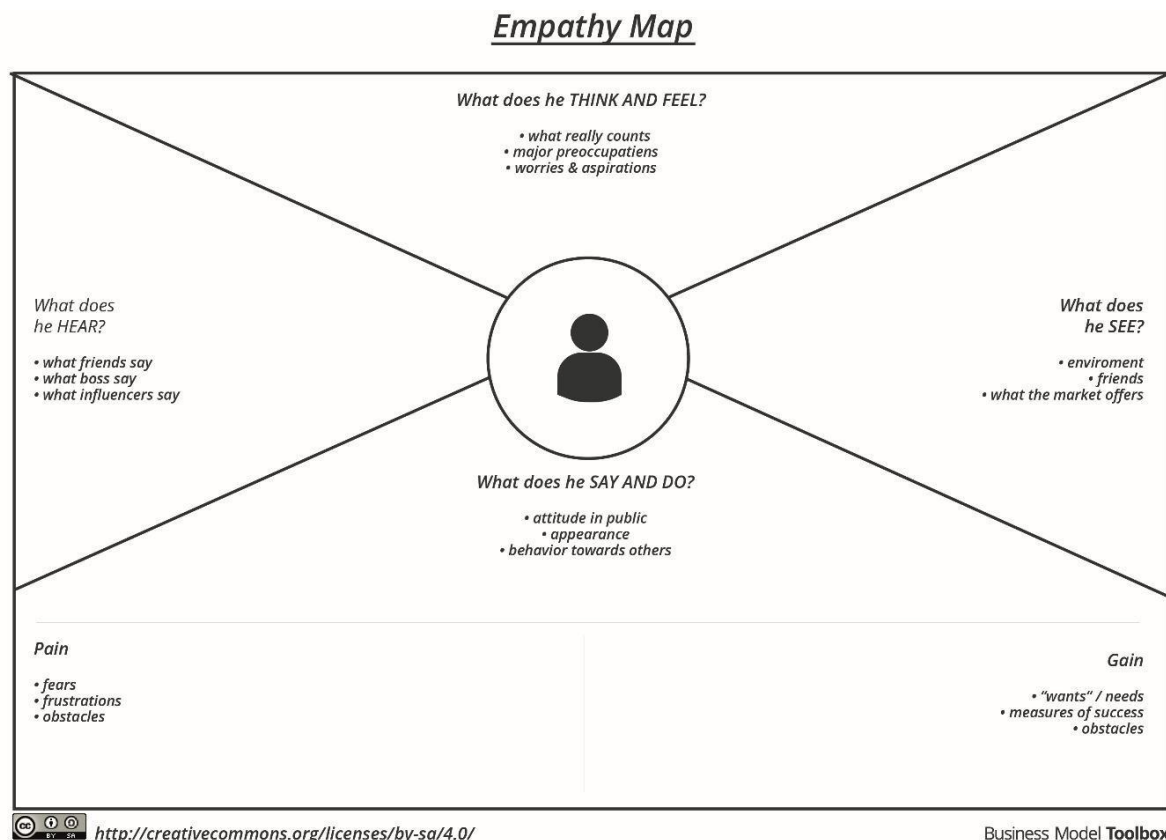 Empathy Map
What does he THINK AND FEEL?
• what really counts
• major preoccupatiens
• worries & aspirations
What does
he HEAR?
• what friends say
• what boss say
• what influencers say
What does
he SEE?
• enviroment
• friends
• what the market offers
What does he SAY AND DO?
• attitude in public
• appearance
• behavior towards others
Pain
• fears
• frustrations
• obstacles
Gain
• “wants“ / needs
• measures of success
• obstacles
cc BY SA
http://creativecommons.org/licenses/by-sa/4.0/
Business Model Toolbox